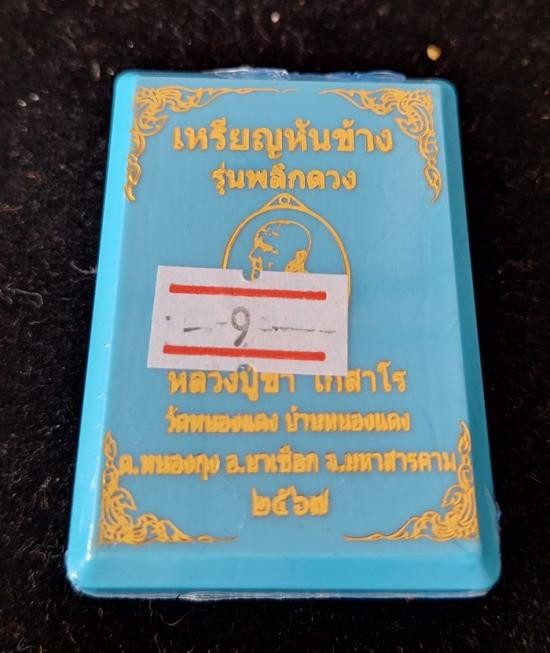 เหรียญหันข้าง
รุ่นพลิกดวง
9
หลวงปู่ขำ เกสาโร
วัดหนองแดง บ้านหนองแดง
ต.หนองกุง อ.นาเชือก จ.มหาสารคาม
๒๕๖๗